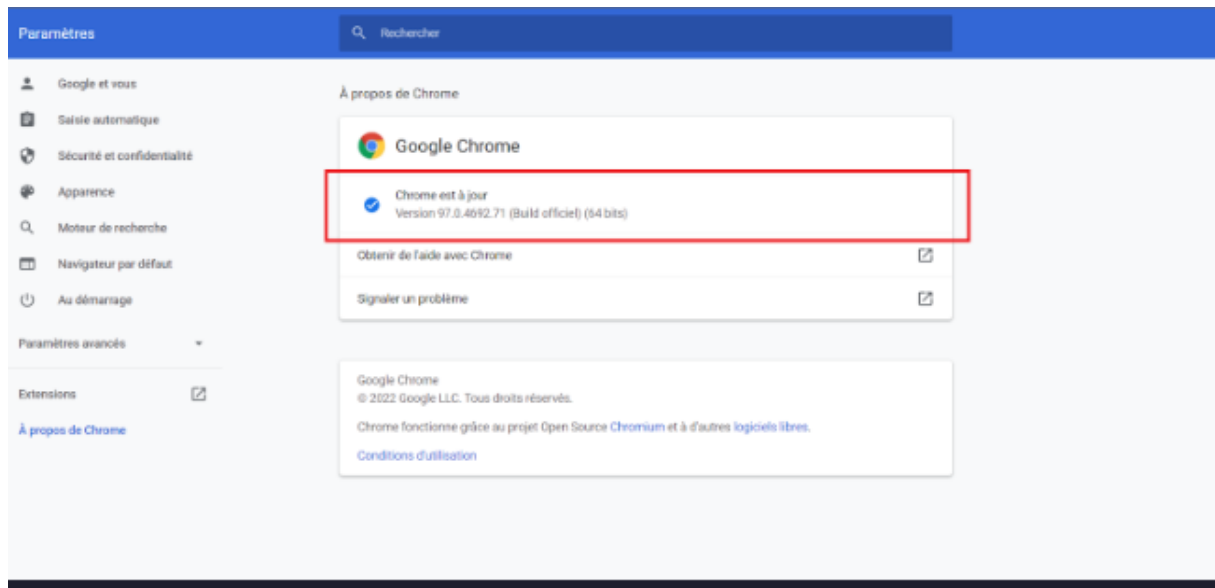 Paramètres
Rechercher
Google et vous
Saisie automatique
Sécurité et confidentialité
Apparence
Moteur de recherche
Navigateur par défaut
Au démarrage
Paramètres avancés
Extensions
À propos de Chrome
À propos de Chrome
Google Chrome
Chrome est à jour
Version 97.0.4692.71 (Build officiel) (64 bits)
Obtenir de l'aide avec Chrome
Signaler un problème
Google Chrome
© 2022 Google LLC. Tous droits réservés.
Chrome fonctionne grâce au projet Open Source Chromium et à d'autres logiciels libres.
Conditions d'utilisation